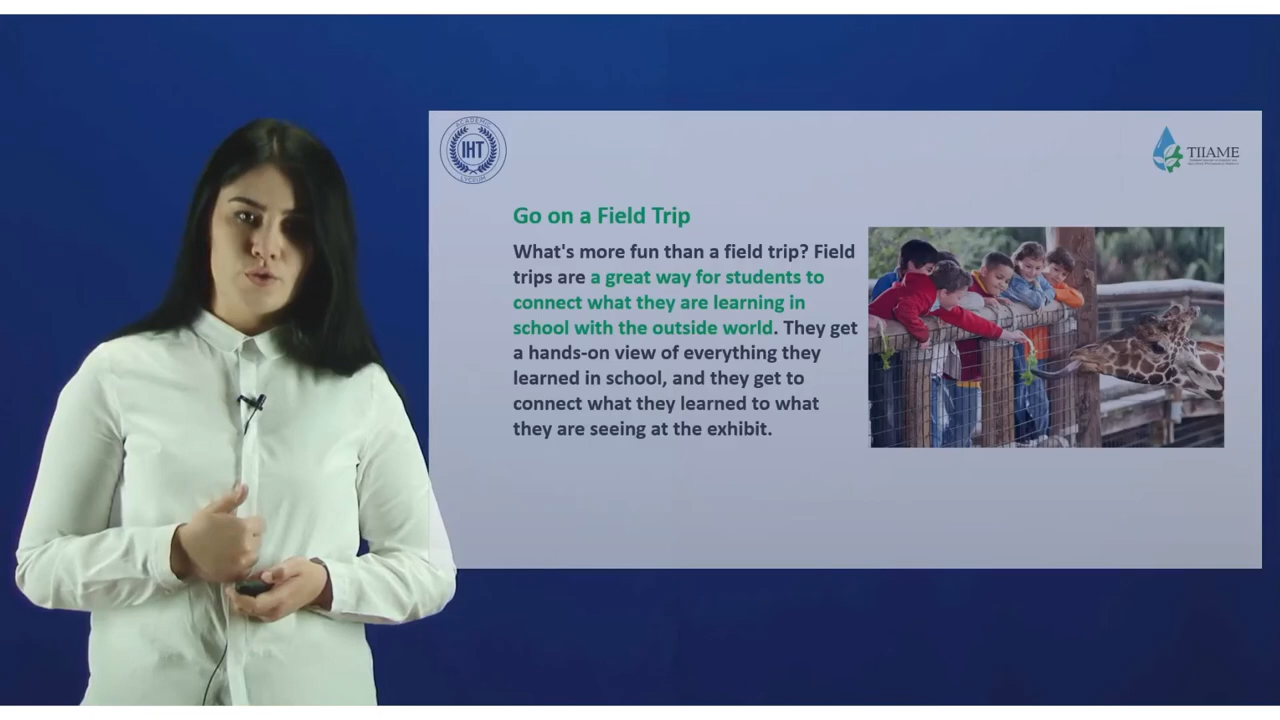 ACADEMIC
IHT
LYCEUM
TIIAME
Go on a Field Trip
What's more fun than a field trip? Field
trips are a great way for students to
connect what they are learning in
school with the outside world. They get
a hands-on view of everything they
learned in school, and they get to
connect what they learned to what
they are seeing at the exhibit.